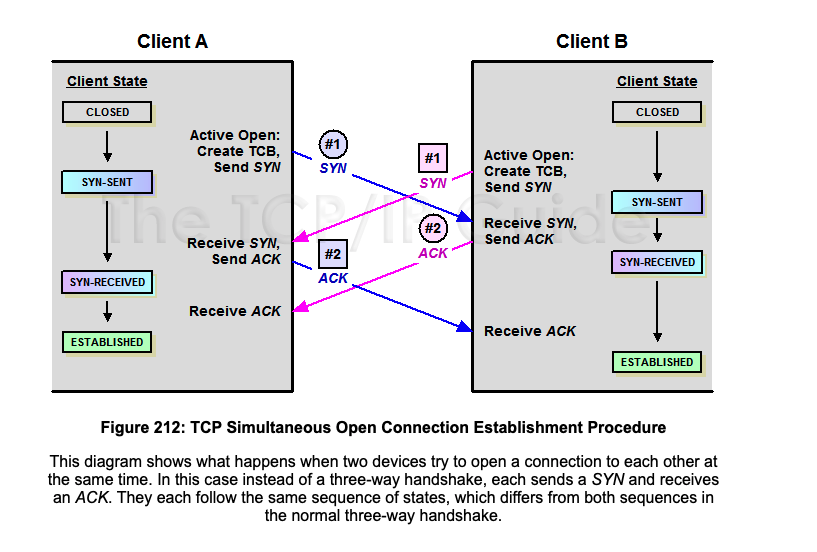 Client A
Client B
Client State
CLOSED
SYN-SENT
SYN-RECEIVED
ESTABLISHED
Active Open:
Create TCB,
Send SYN
Receive SYN,
Send ACK
Receive ACK
#1
SYN
#2
ACK
#1
SYN
#2
ACK
Active Open:
Create TCB,
Send SYN
Receive SYN,
Send ACK
Receive ACK
Client State
CLOSED
SYN-SENT
SYN-RECEIVED
ESTABLISHED
The TCP/IP Guide
Figure 212: TCP Simultaneous Open Connection Establishment Procedure
This diagram shows what happens when two devices try to open a connection to each other at
the same time. In this case instead of a three-way handshake, each sends a SYN and receives
an ACK. They each follow the same sequence of states, which differs from both sequences in
the normal three-way handshake.